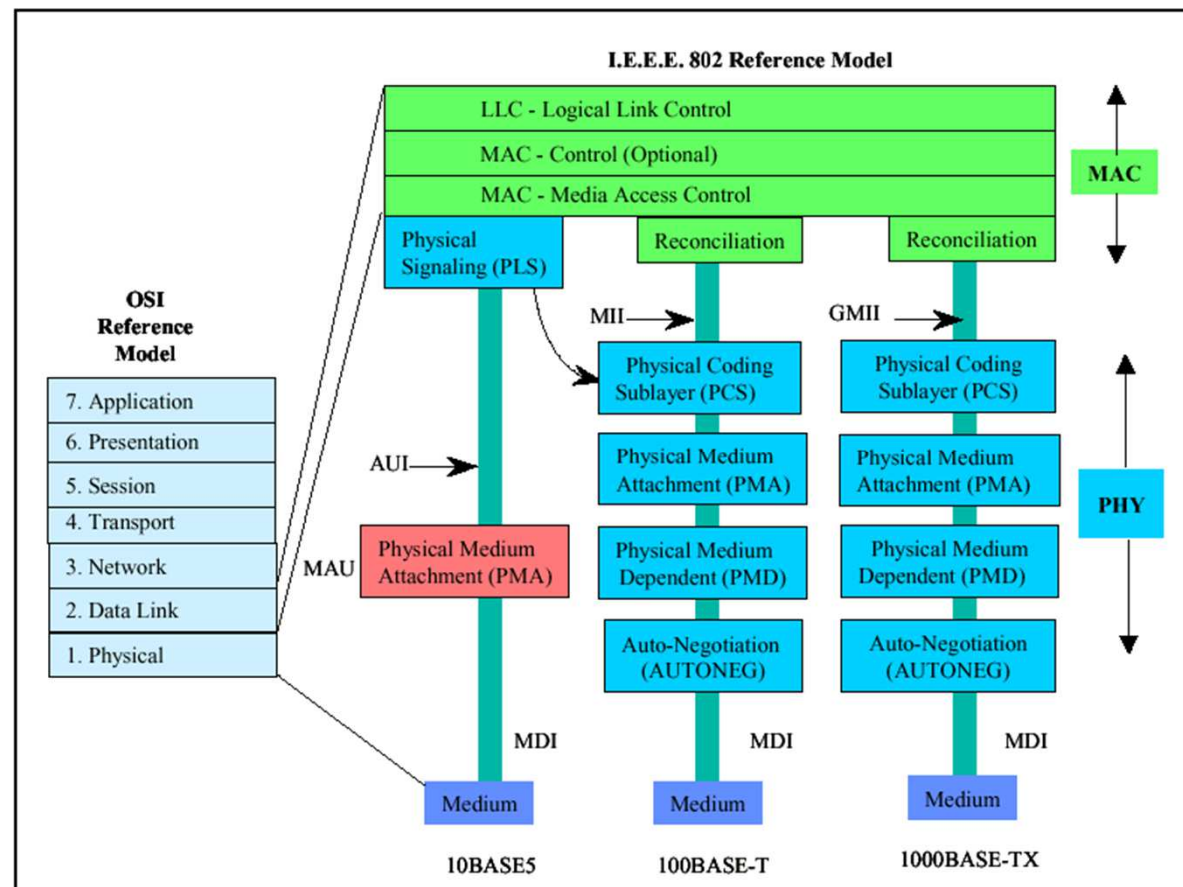 I.E.E.E. 802 Reference Model
LLC - Logical Link Control
MAC - Control (Optional)
MAC - Media Access Control
MAC
Physical
Signaling (PLS)
Reconciliation
Reconciliation
OSI
Reference
Model
MII
GMII
7. Application
6. Presentation
5. Session
4. Transport
3. Network
2. Data Link
1. Physical
Physical Coding
Sublayer (PCS)
Physical Coding
Sublayer (PCS)
AUI
Physical Medium
Attachment (PMA)
Physical Medium
Attachment (PMA)
PHY
MAU
Physical Medium
Attachment (PMA)
Physical Medium
Dependent (PMD)
Physical Medium
Dependent (PMD)
Auto-Negotiation
(AUTONEG)
Auto-Negotiation
(AUTONEG)
MDI
MDI
MDI
Medium
Medium
Medium
10BASE5
100BASE-T
1000BASE-TX